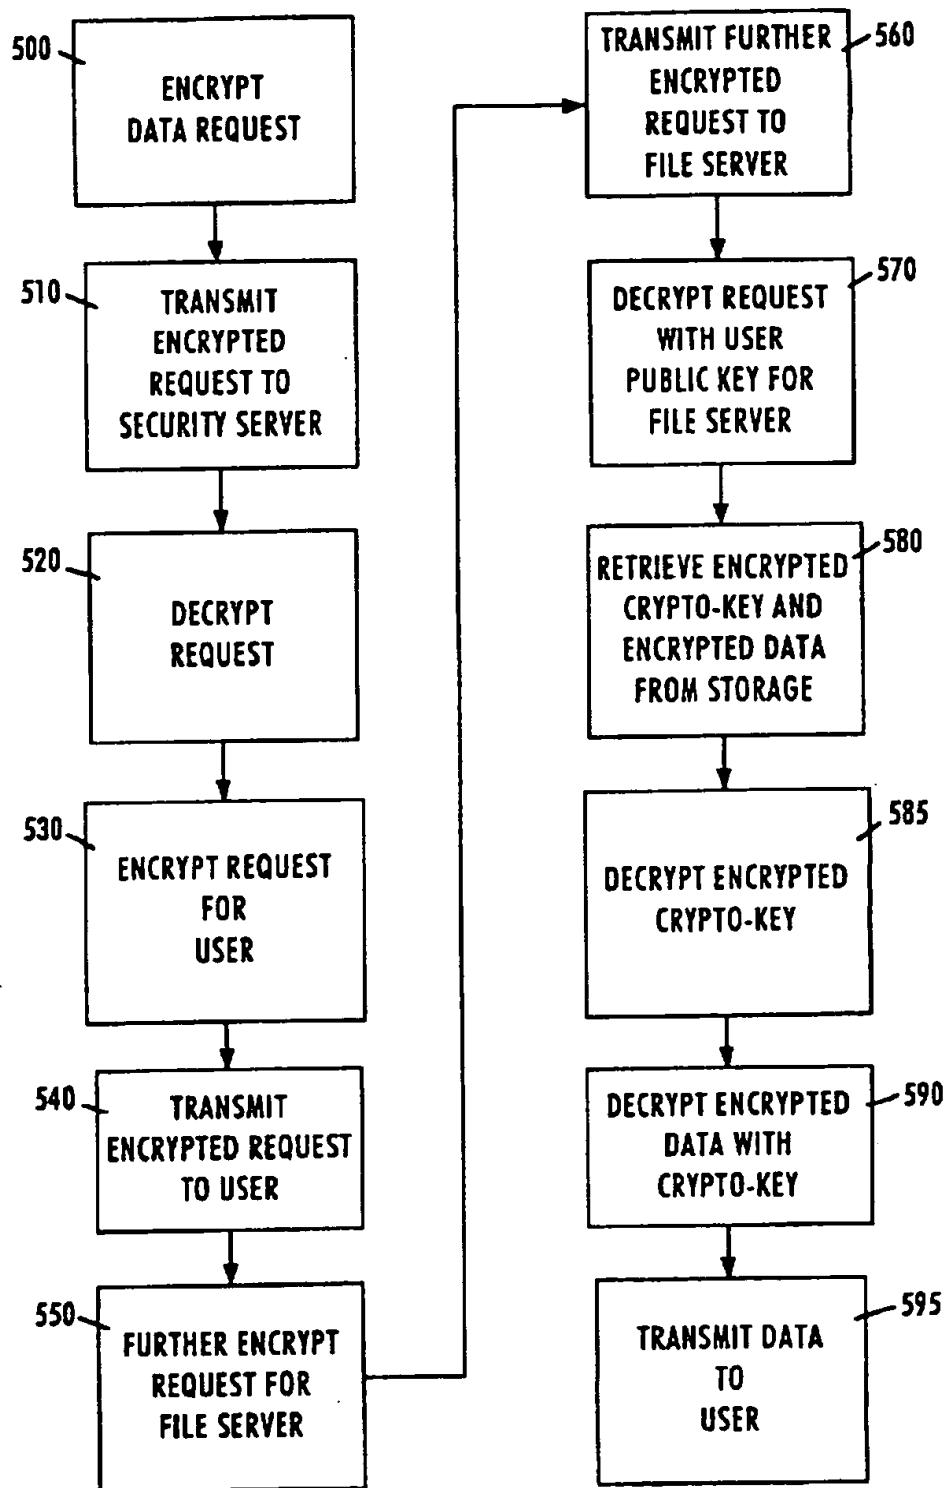 500
ENCRYPT
DATA REQUEST
510
TRANSMIT
ENCRYPTED
REQUEST TO
SECURITY SERVER
520
DECRYPT
REQUEST
530
ENCRYPT REQUEST
FOR
USER
540
TRANSMIT
ENCRYPTED REQUEST
TO USER
550
FURTHER ENCRYPT
REQUEST FOR
FILE SERVER
560
TRANSMIT FURTHER
ENCRYPTED
REQUEST TO
FILE SERVER
570
DECRYPT REQUEST
WITH USER
PUBLIC KEY FOR
FILE SERVER
580
RETRIEVE ENCRYPTED
CRYPTO-KEY AND
ENCRYPTED DATA
FROM STORAGE
585
DECRYPT ENCRYPTED
CRYPTO-KEY
590
DECRYPT ENCRYPTED
DATA WITH
CRYPTO-KEY
595
TRANSMIT DATA
TO
USER